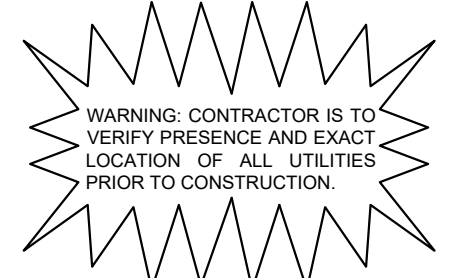 WARNING: CONTRACTOR IS TO
VERIFY PRESENCE AND EXACT
LOCATION OF ALL UTILITIES
PRIOR TO CONSTRUCTION.